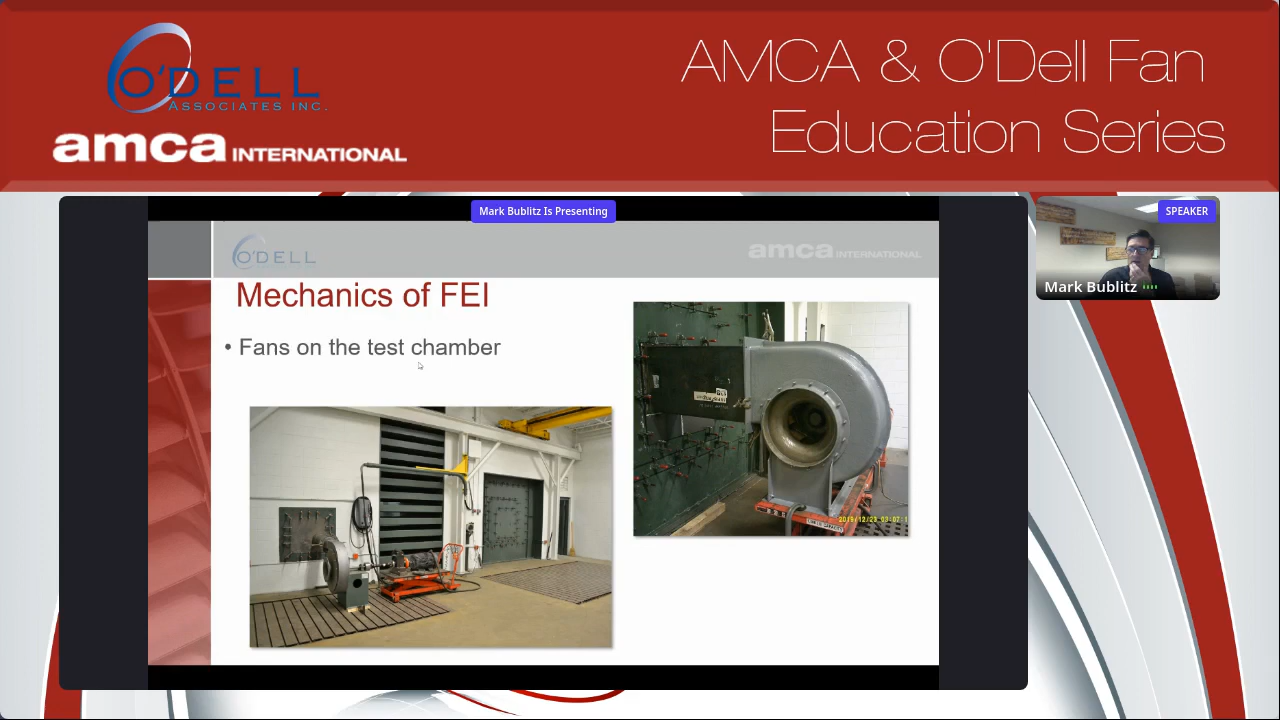 O'DELL
ASSOCIATES INC.
amca INTERNATIONAL
AMCA & O'Dell Fan
Education Series
Mark Bublitz Is Presenting
SPEAKER
Mark Bublitz
O'DELL
amca INTERNATIONAL
Mechanics of FEI
• Fans on the test chamber